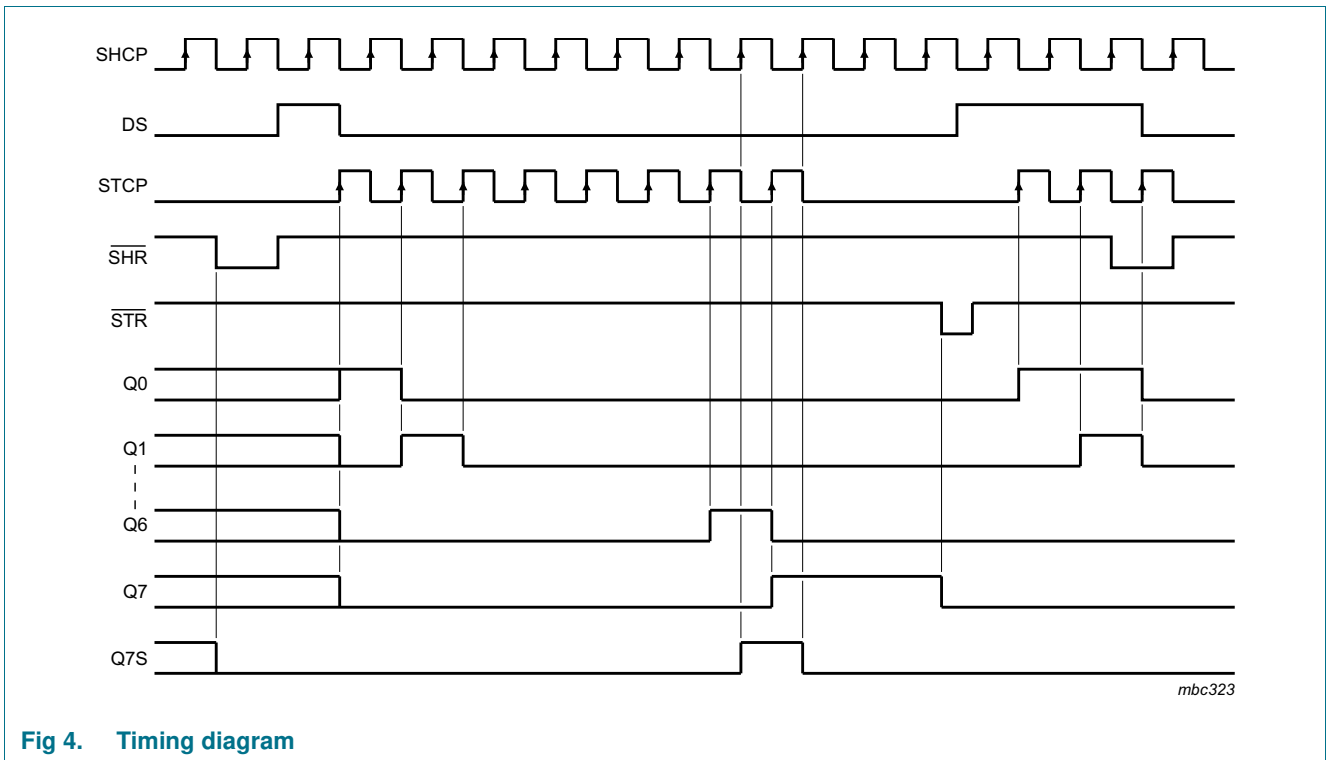 SHCP
DS
STCP
SHR
STR
Q0
Q1
Q6
Q7
Q7S
mbc323
Fig 4. Timing diagram